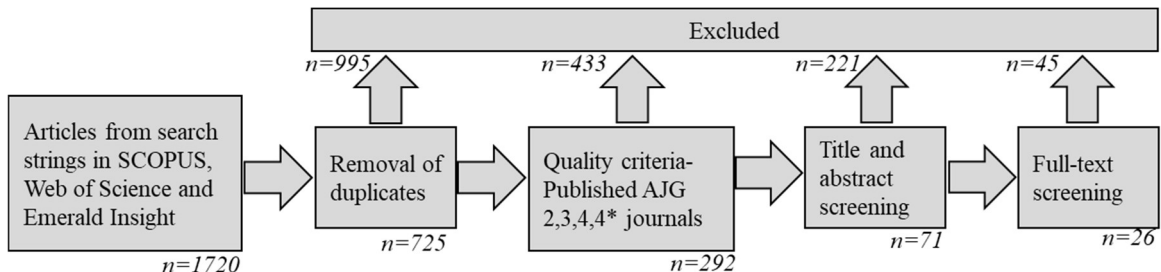 Excluded
n=995
n=433
n=221
n=45
Articles from search
strings in SCOPUS,
Web of Science and
Emerald Insight
n=1720
Removal of
duplicates
n=725
Quality criteria-
Published AJG
2,3,4,4* journals
n=292
Title and
abstract
screening
n=71
Full-text
screening
n=26